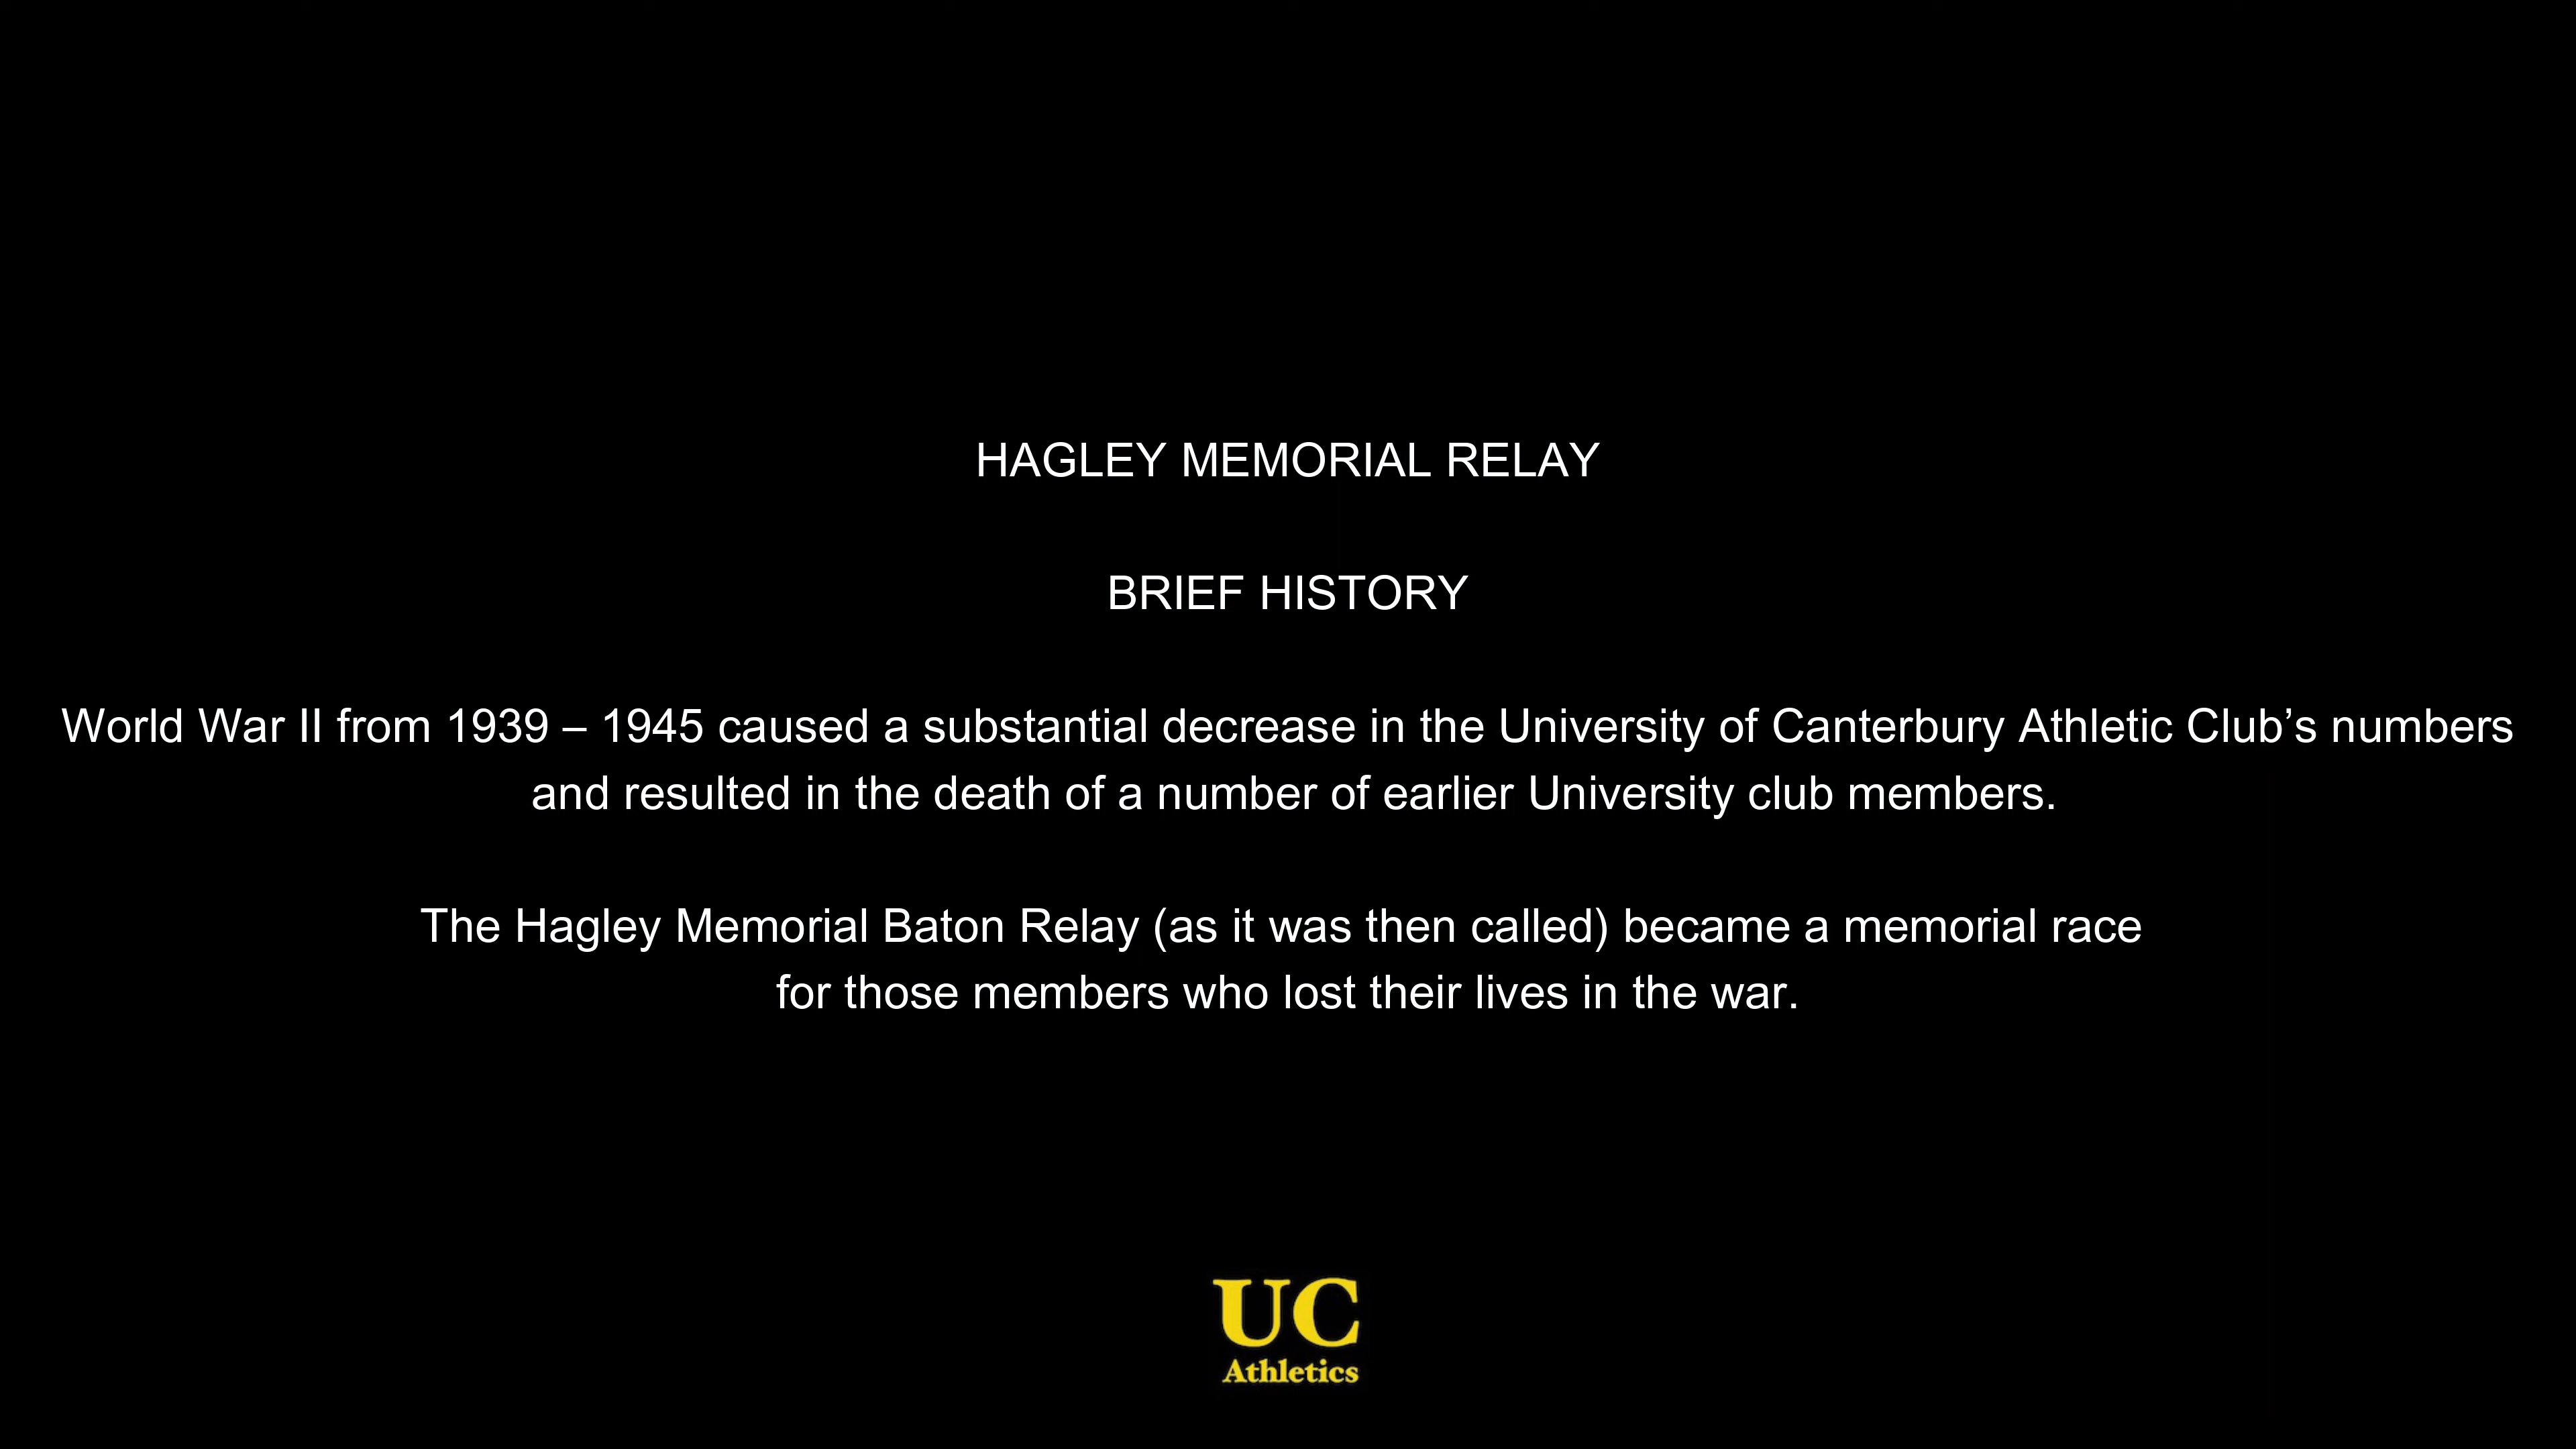 HAGLEY MEMORIAL RELAY
BRIEF HISTORY
World War II from 1939 – 1945 caused a substantial decrease in the University of Canterbury Athletic Club’s numbers
and resulted in the death of a number of earlier University club members.
The Hagley Memorial Baton Relay (as it was then called) became a memorial race
for those members who lost their lives in the war.
UC
Athletics